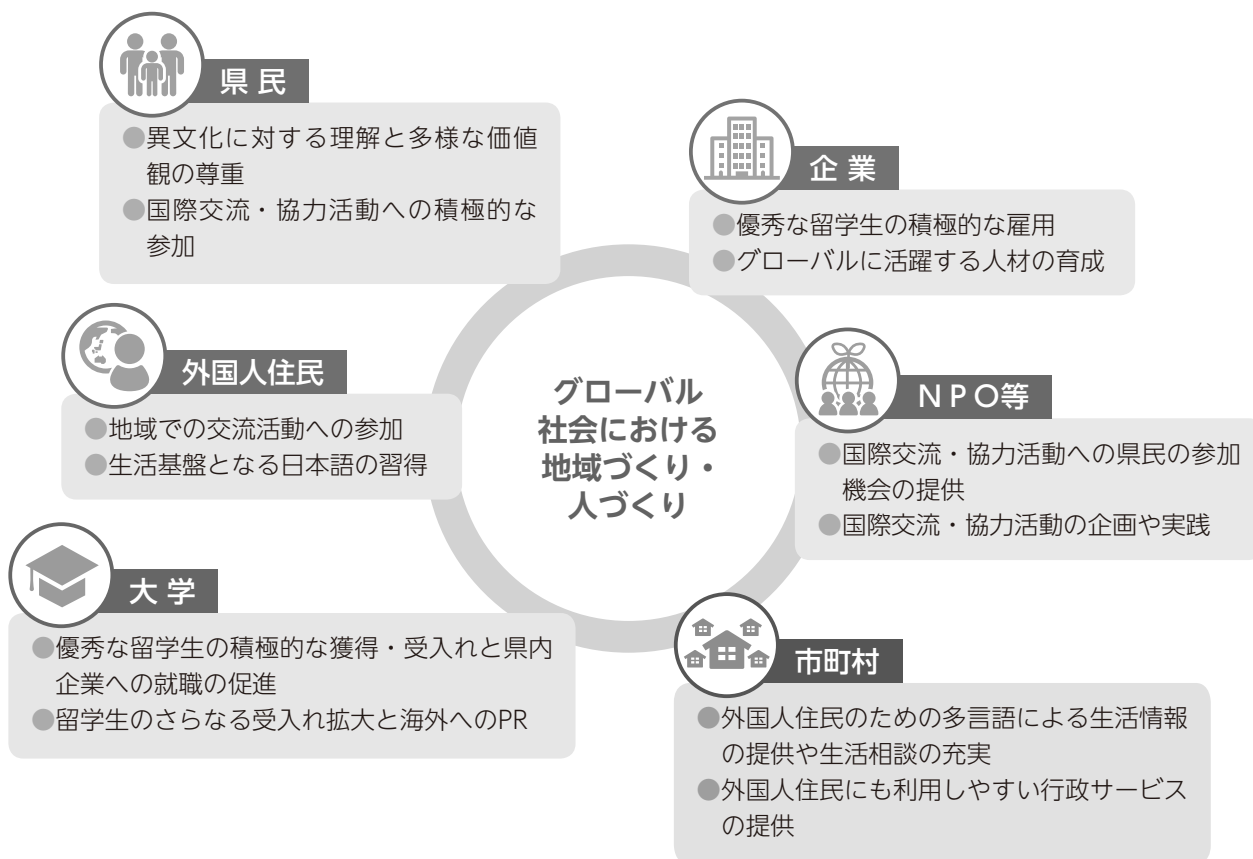 県民
●異文化に対する理解と多様な価値
観の尊重
●国際交流・協力活動への積極的な
参加
企業
●優秀な留学生の積極的な雇用
●グローバルに活躍する人材の育成
外国人住民
●地域での交流活動への参加
●生活基盤となる日本語の習得
グローバル
社会における
地域づくり・
人づくり
ＮＰＯ等
●国際交流・協力活動への県民の参加
機会の提供
●国際交流・協力活動の企画や実践
大学
●優秀な留学生の積極的な獲得・受入れと県内
企業への就職の促進
●留学生のさらなる受入れ拡大と海外へのPR
市町村
●外国人住民のための多言語による生活情報
の提供や生活相談の充実
●外国人住民にも利用しやすい行政サービス
の提供